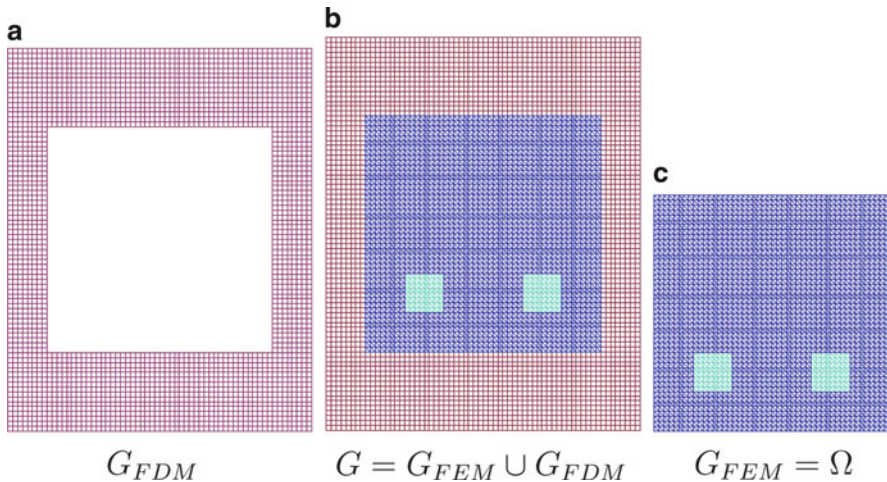 a
b
c
G_{FDM}
G = G_{FEM} ∪ G_{FDM}
G_{FEM} = Ω